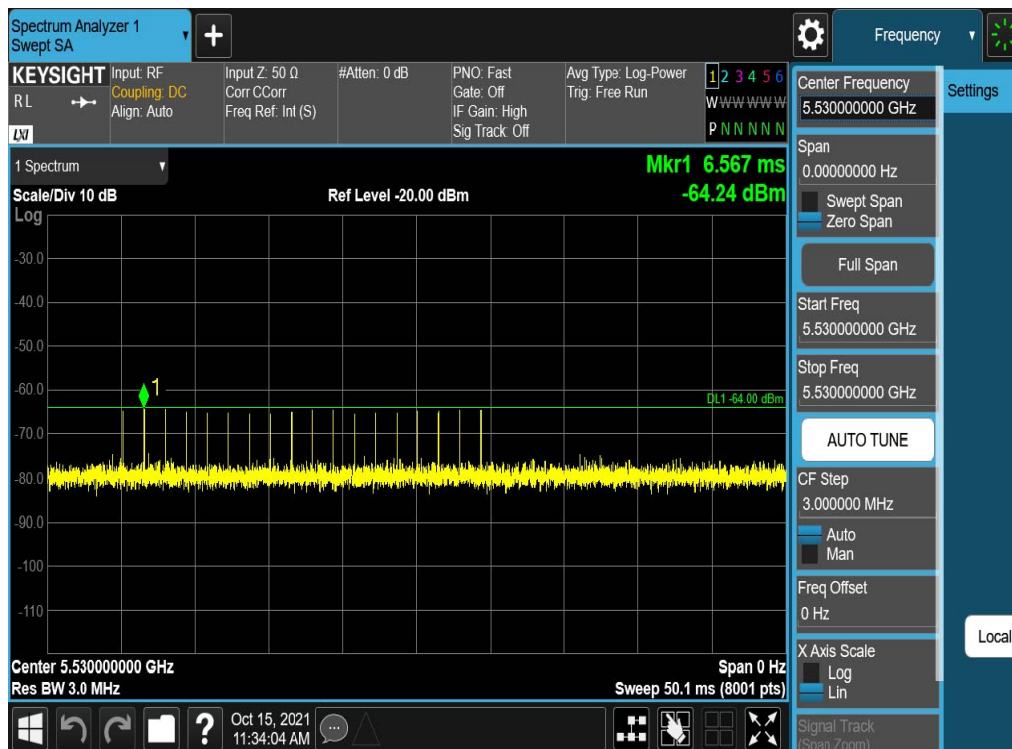 Spectrum Analyzer 1
Swept SA
+
Frequency
KEYSIGHT
RL
LXI
Input: RF
Coupling: DC
Align: Auto
Input Z: 50 Ω
Corr CCorr
Freq Ref: Int (S)
#Atten: 0 dB
PNO: Fast
Gate: Off
IF Gain: High
Sig Track: Off
Avg Type: Log-Power
Trig: Free Run
1 2 3 4 5 6
W W W W W W
P N N N N N
1 Spectrum
Mkr1 6.567 ms
Scale/Div 10 dB
Ref Level -20.00 dBm
-64.24 dBm
Log
-30.0
-40.0
-50.0
-60.0
1
DL1 -64.00 dBm
-70.0
-80.0
-90.0
-100
-110
Center 5.530000000 GHz
Span 0 Hz
Res BW 3.0 MHz
Sweep 50.1 ms (8001 pts)
Center Frequency
5.530000000 GHz
Settings
Span
0.00000000 Hz
Swept Span
Zero Span
Full Span
Start Freq
5.530000000 GHz
Stop Freq
5.530000000 GHz
AUTO TUNE
CF Step
3.000000 MHz
Auto
Man
Freq Offset
0 Hz
Local
X Axis Scale
Log
Lin
Signal Track
(Span Zoom)
?
Oct 15, 2021
11:34:04 AM